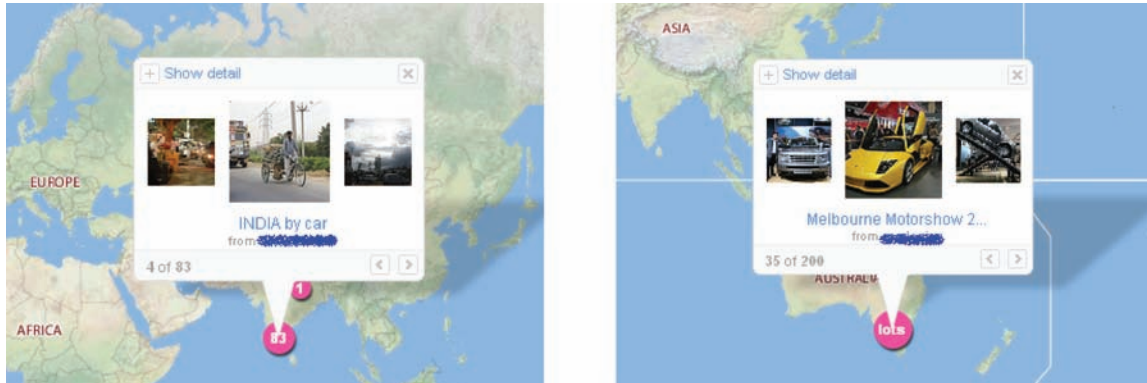 Show detail
EUROPE
INDIA by car
from
4 of 83
1
AFRICA
83
ASIA
Show detail
Melbourne Motorshow 2...
from
35 of 200
AUSTRALIA
lots